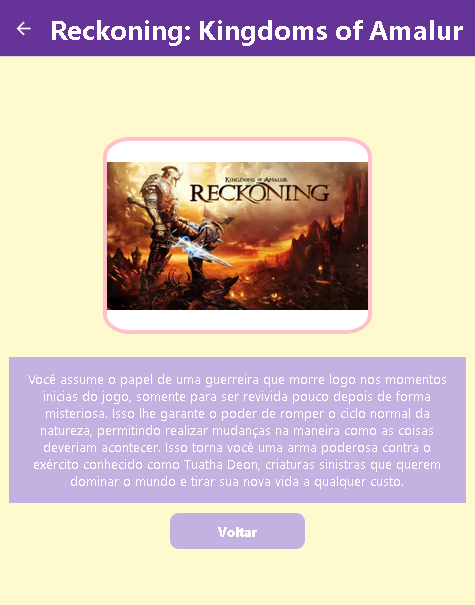 Reckoning: Kingdoms of Amalur
KINGDOMS OF AMALUR
RECKONING
Você assume o papel de uma guerreira que morre logo nos momentos
inicias do jogo, somente para ser revivida pouco depois de forma
misteriosa. Isso lhe garante o poder de romper o ciclo normal da
natureza, permitindo realizar mudanças na maneira como as coisas
deveriam acontecer. Isso torna você uma arma poderosa contra o
exército conhecido como Tuatha Deon, criaturas sinistras que querem
dominar o mundo e tirar sua nova vida a qualquer custo.
Voltar